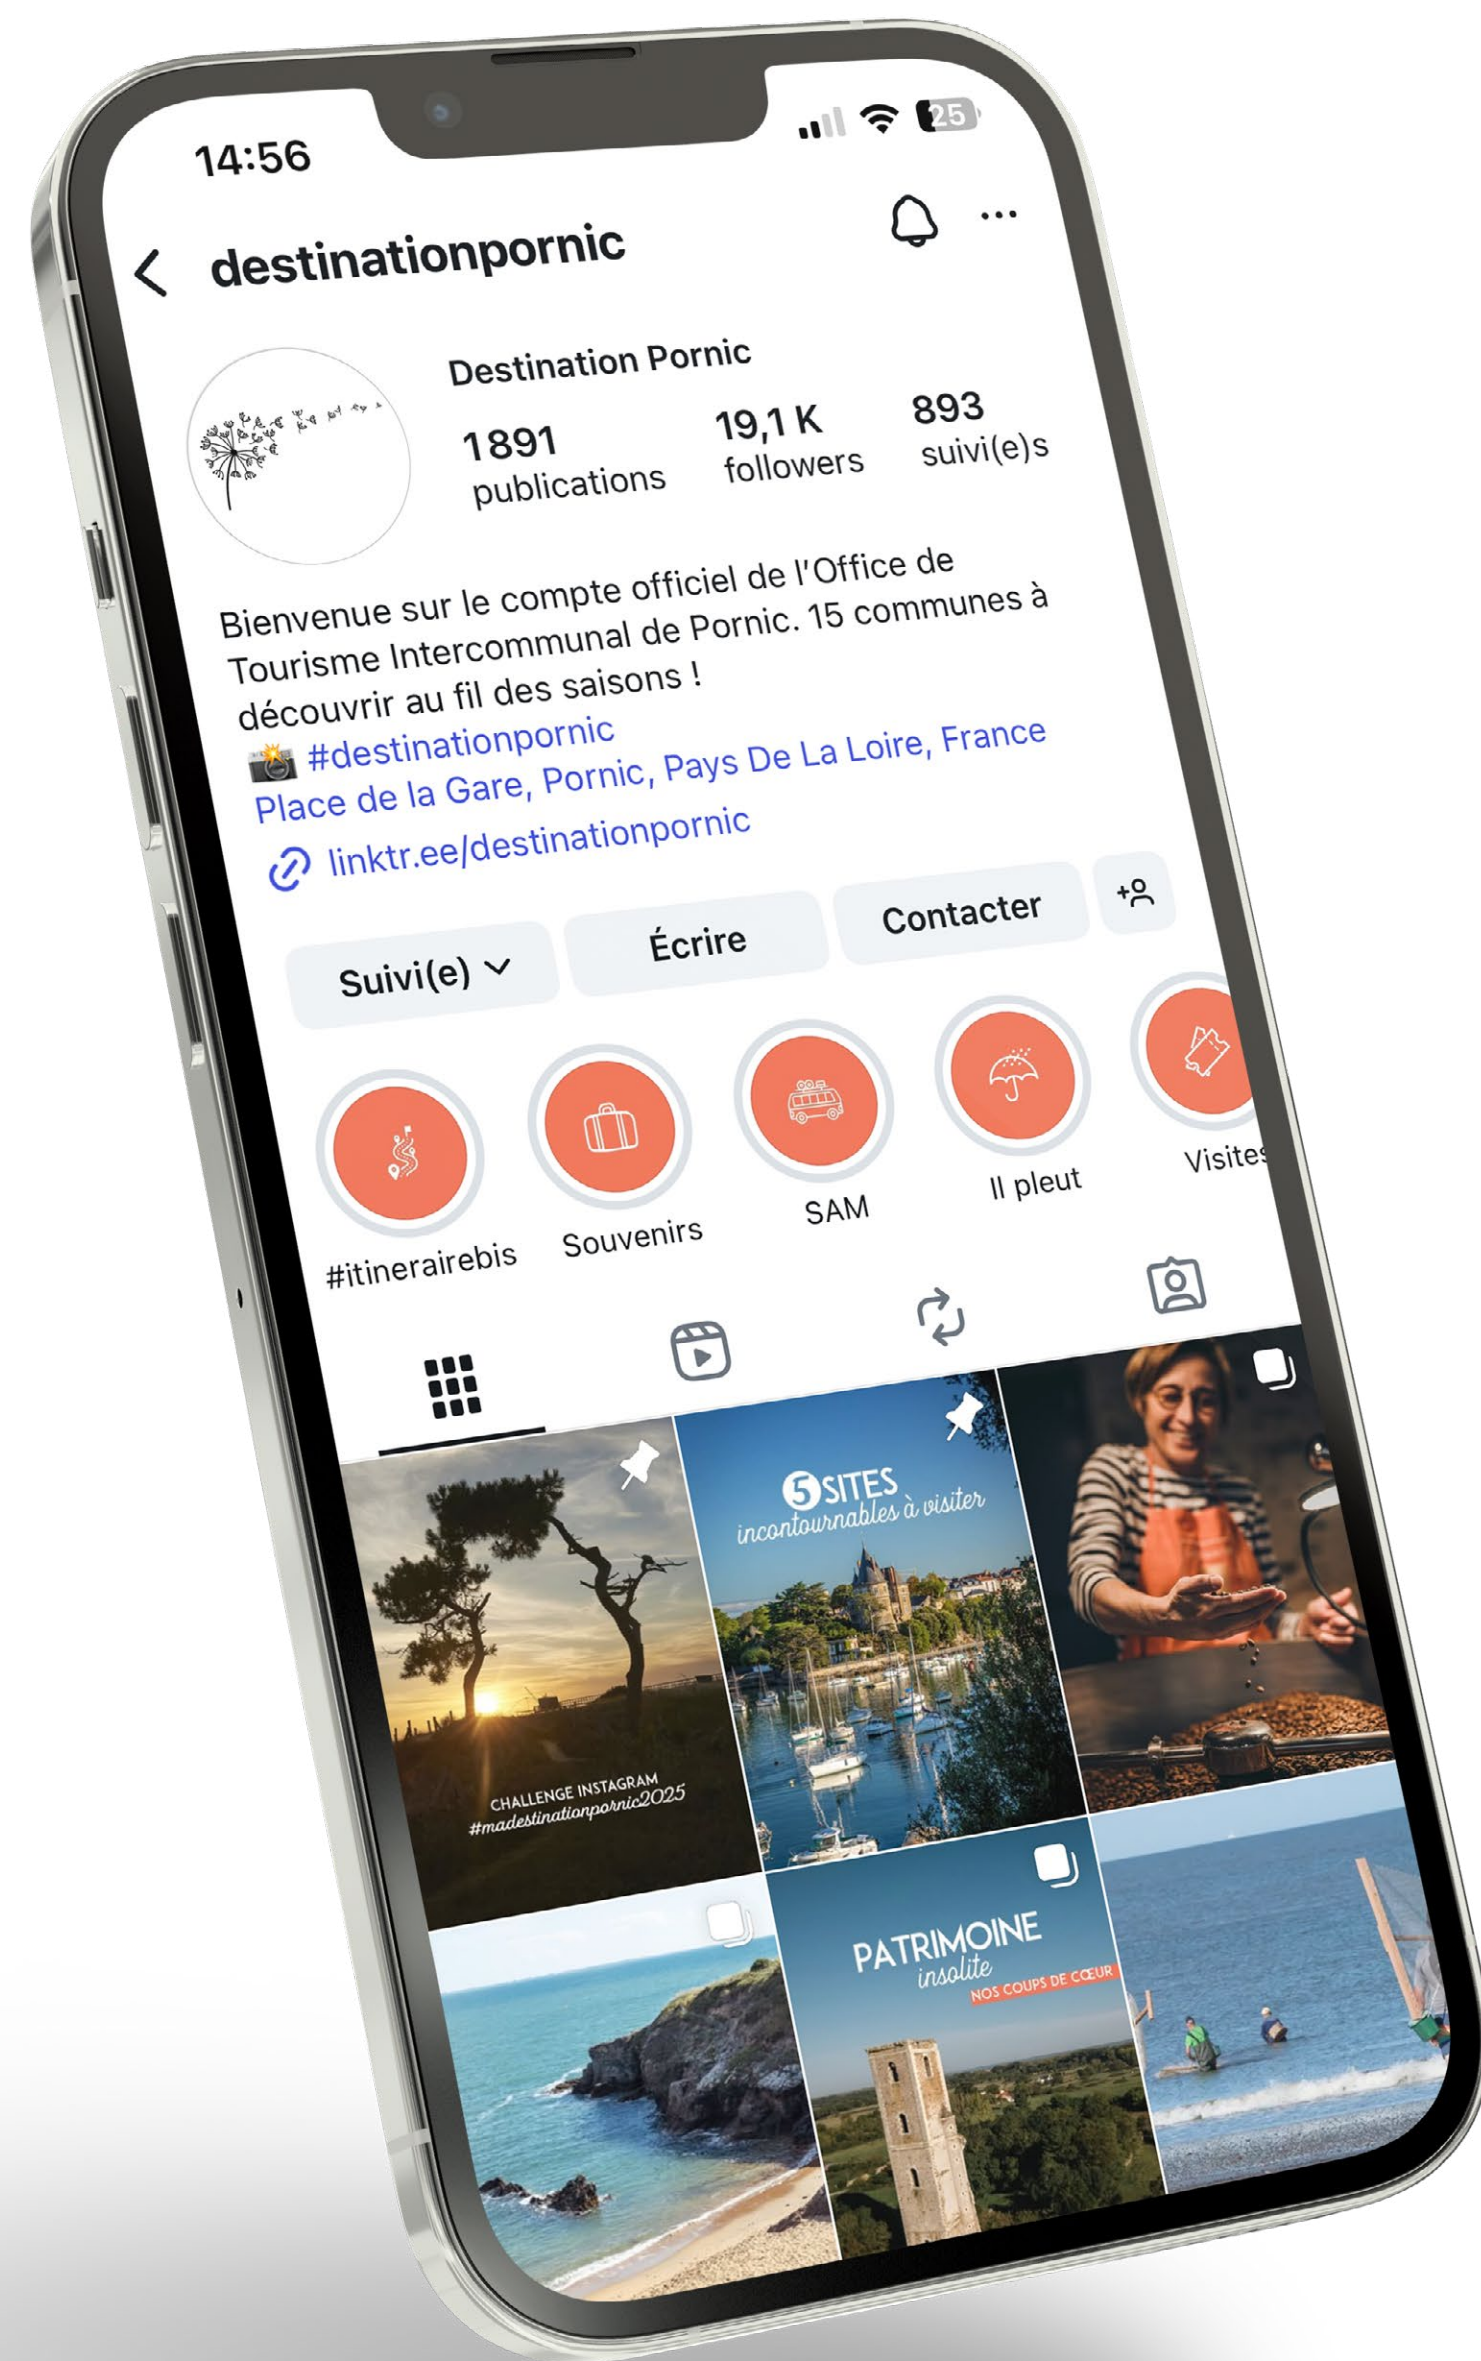 14:56
25
destinationpornic
Destination Pornic
1 891
publications
19,1 K
followers
893
suivi(e)s
Bienvenue sur le compte officiel de l'Office de
Tourisme Intercommunal de Pornic. 15 communes à
découvrir au fil des saisons !
#destinationpornic
Place de la Gare, Pornic, Pays De La Loire, France
linktr.ee/destinationpornic
Suivi(e)
Écrire
Contacter
#itinerairebis
Souvenirs
SAM
Il pleut
Visites
CHALLENGE INSTAGRAM
#madestinationpornic2025
5 SITES
incontournables à visiter
PATRIMOINE
insolite
NOS COUPS DE CŒUR